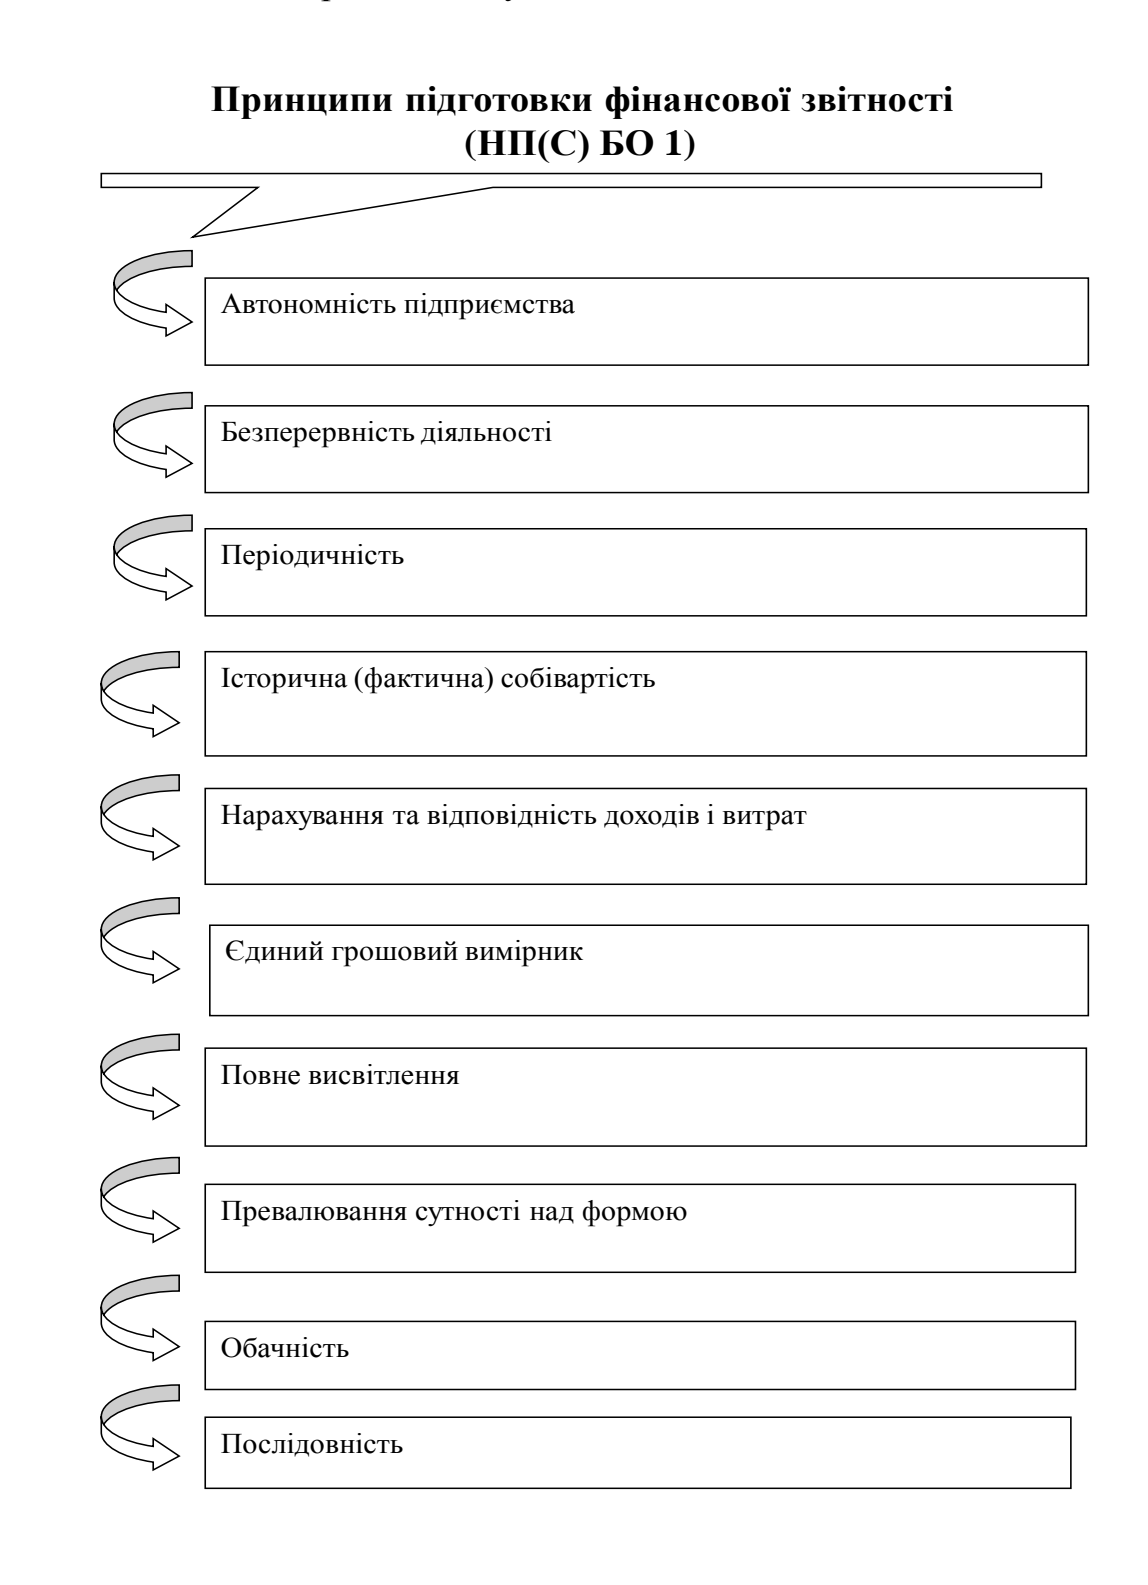 Принципи підготовки фінансової звітності
(НП(С) БО 1)
Автономність підприємства
Безперервність діяльності
Періодичність
Історична (фактична) собівартість
Нарахування та відповідність доходів і витрат
Єдиний грошовий вимірник
Повне висвітлення
Превалювання сутності над формою
Обачність
Послідовність